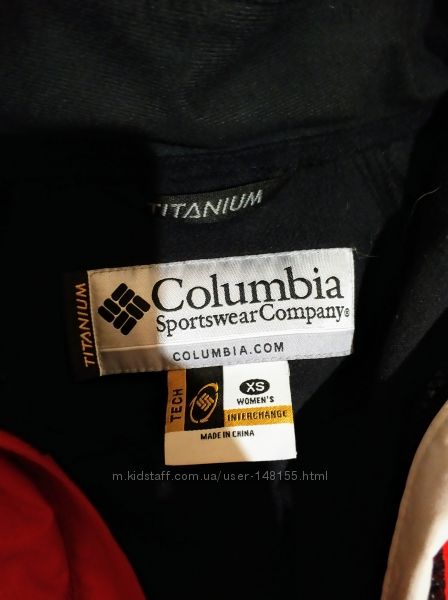 TITANIUM
TITANIUM
Columbia
Sportswear Company®
COLUMBIA.COM
TECH
XS
WOMEN'S
INTERCHANGE
MADE IN CHINA
m.kidstaff.com.ua/user-148155.html